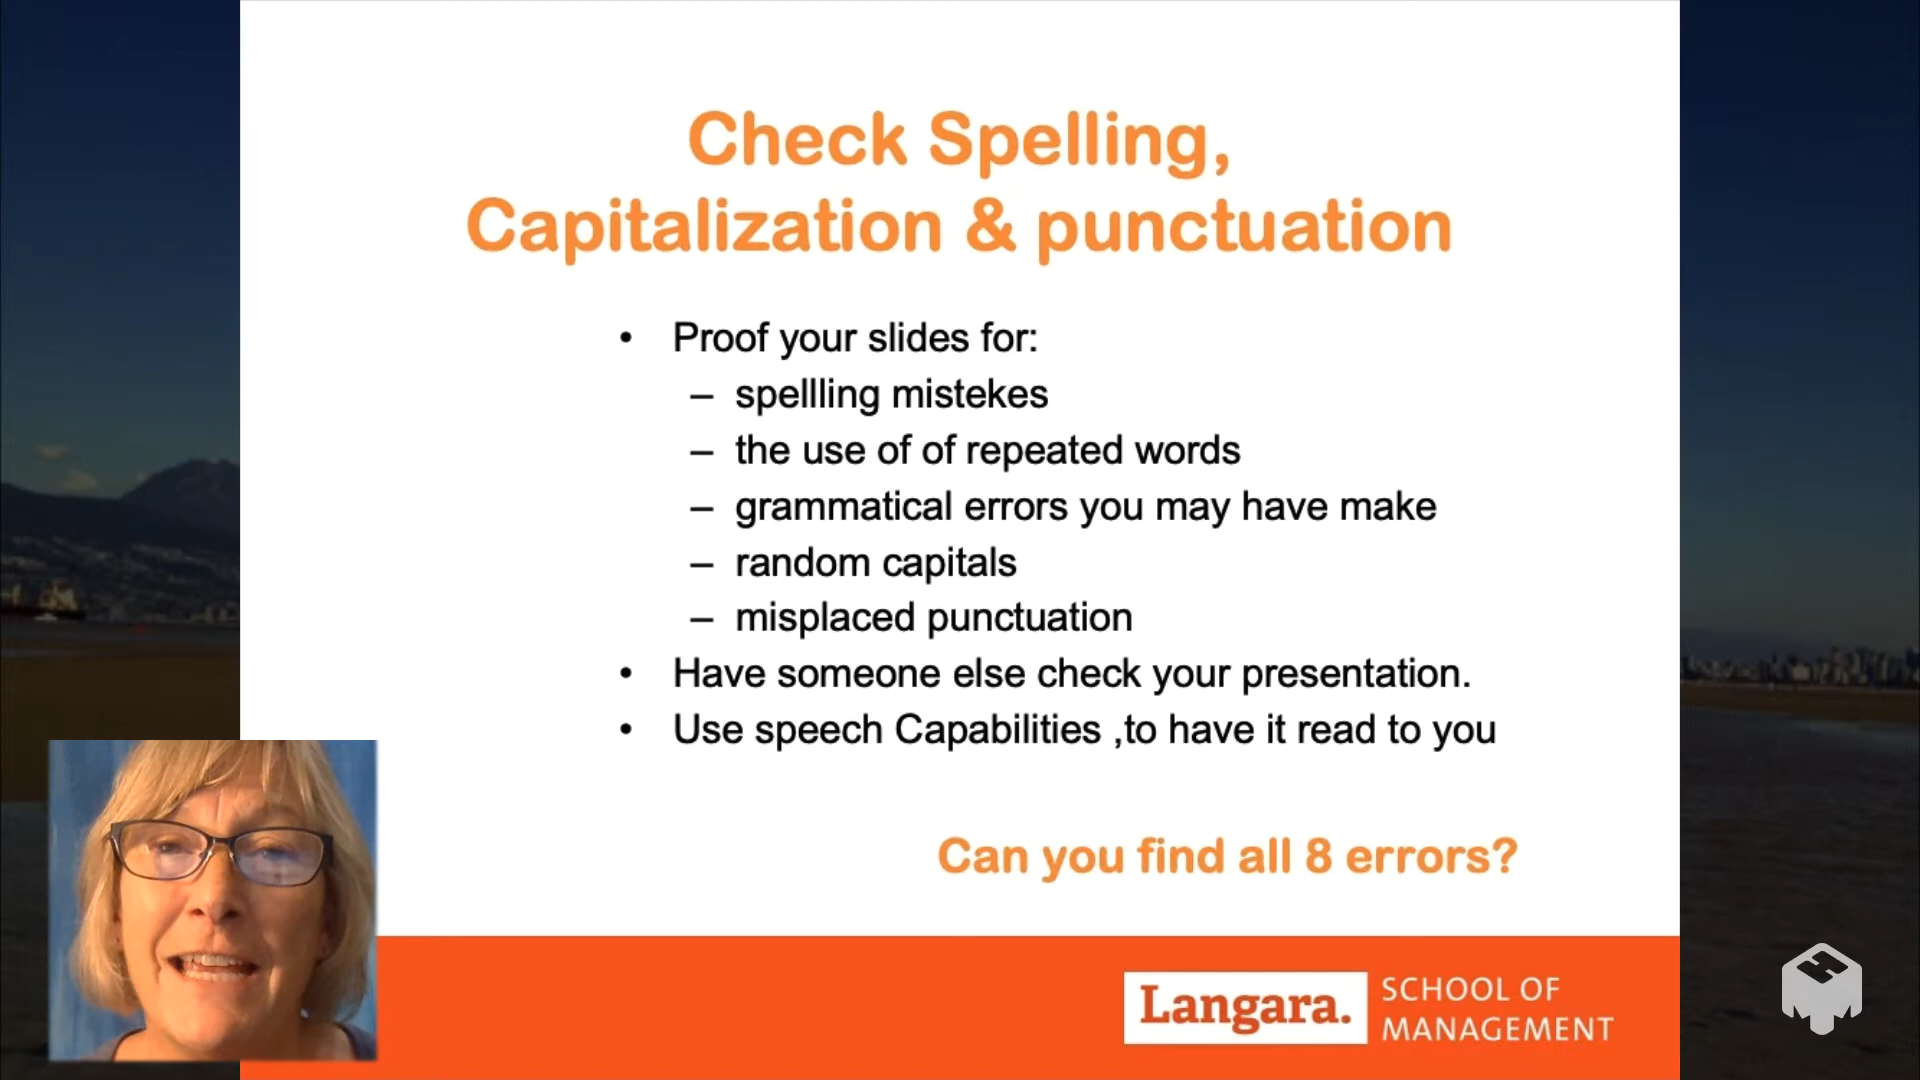 Check Spelling,
Capitalization & punctuation
• Proof your slides for:
– spellling mistekes
– the use of of repeated words
– grammatical errors you may have make
– random capitals
– misplaced punctuation
• Have someone else check your presentation.
• Use speech Capabilities ,to have it read to you
Can you find all 8 errors?
Langara. SCHOOL OF
MANAGEMENT